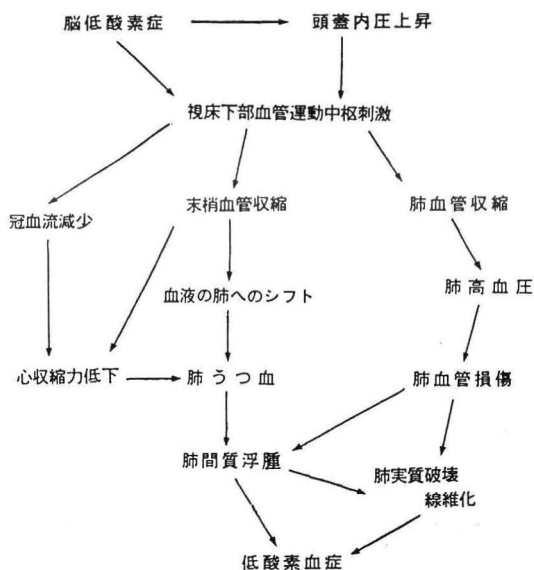 脳低酸素症
頭蓋内圧上昇
視床下部血管運動中枢刺激
冠血流減少
末梢血管収縮
肺血管収縮
血液の肺へのシフト
肺高血圧
心収縮力低下
肺うつ血
肺血管損傷
肺間質浮腫
肺実質破壊
線維化
低酸素血症